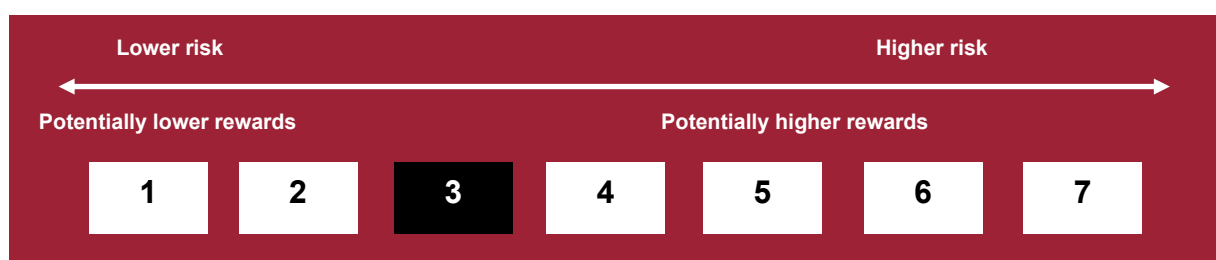 Lower risk Higher risk
Potentially lower rewards Potentially higher rewards
1 2 3 4 5 6 7